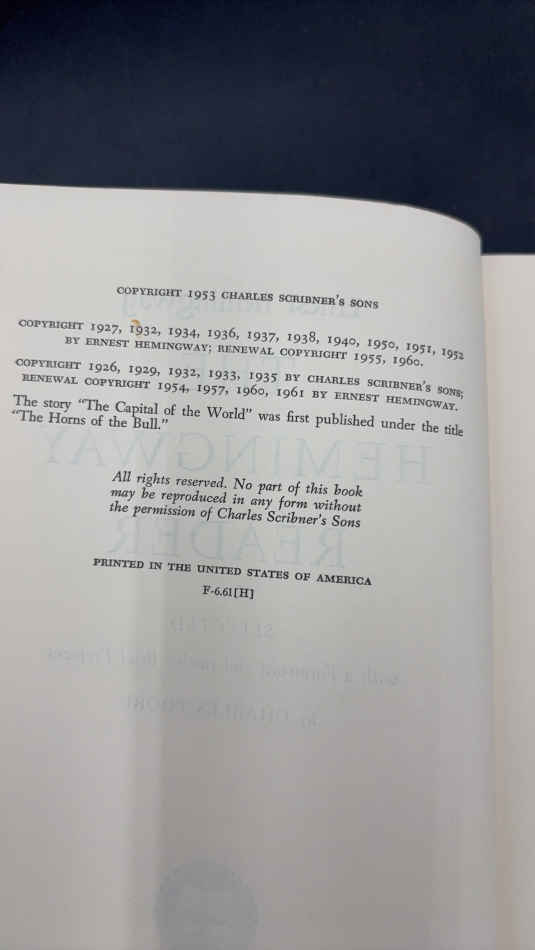 COPYRIGHT 1953 CHARLES SCRIBNER'S SONS
COPYRIGHT 1927, 1932, 1934, 1936, 1937, 1938, 1940, 1950, 1951, 1952
BY ERNEST HEMINGWAY; RENEWAL COPYRIGHT 1955, 1960.
COPYRIGHT 1926, 1929, 1932, 1933, 1935 BY CHARLES SCRIBNER'S SONS;
RENEWAL COPYRIGHT 1954, 1957, 1960, 1961 BY ERNEST HEMINGWAY.
The story "The Capital of the World" was first published under the title
"The Horns of the Bull."
All rights reserved. No part of this book
may be reproduced in any form without
the permission of Charles Scribner's Sons
PRINTED IN THE UNITED STATES OF AMERICA
F-6.61[H]
HEMINGWAY
READER